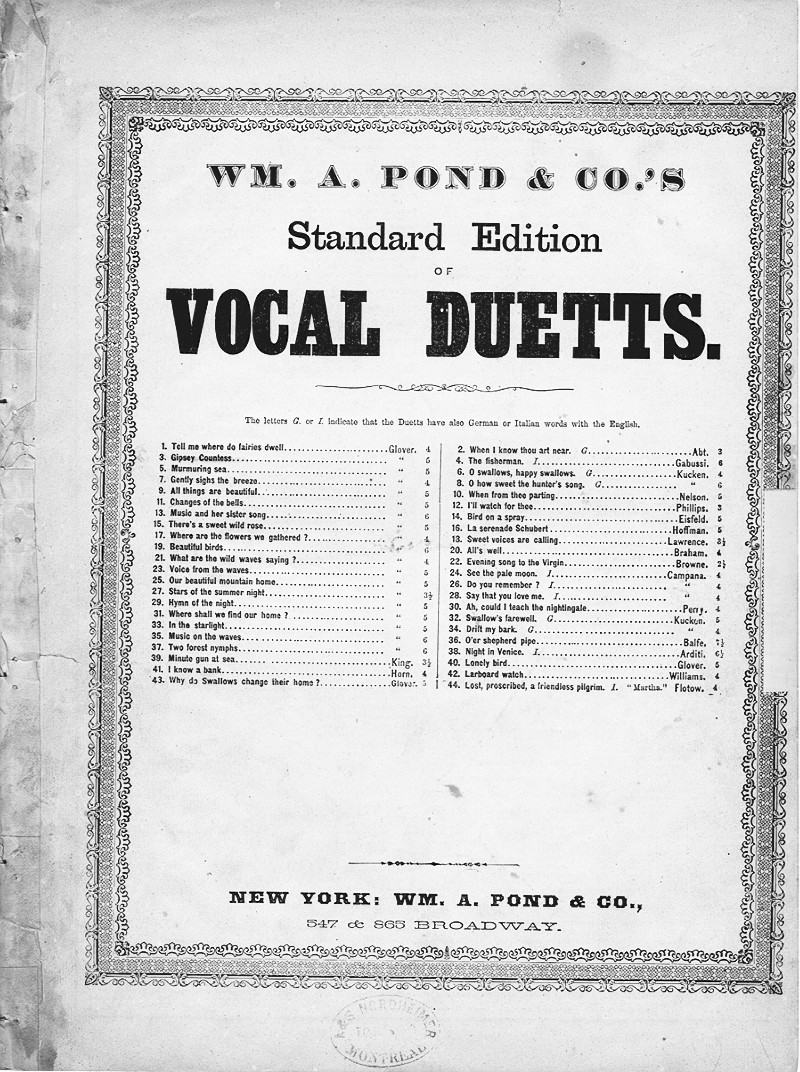 WM. A. POND & CO.'S
Standard Edition
OF
VOCAL DUETTS.
The letters G. or I. indicate that the Duetts have also German or Italian words with the English.
1. Tell me where do fairies dwell Glover. 4
3. Gipsey Countess " 5
5. Murmuring sea " 5
7. Gently sighs the breeze " 4
9. All things are beautiful " 5
11. Changes of the bells " 5
13. Music and her sister song " 6
15. There's a sweet wild rose " 5
17. Where are the flowers we gathered ? " 4
19. Beautiful birds " 6
21. What are the wild waves saying ? " 4
23. Voice from the waves " 5
25. Our beautiful mountain home " 5
27. Stars of the summer night " 3½
29. Hymn of the night " 5
31. Where shall we find our home ? " 5
33. In the starlight " 5
35. Music on the waves " 6
37. Two forest nymphs " 6
39. Minute gun at sea King. 3½
41. I know a bank Horn. 4
43. Why do Swallows change their home ? Glover. 5
2. When I know thou art near. G Abt. 3
4. The fisherman. I Gabussi. 6
6. O swallows, happy swallows. G Kucken. 4
8. O how sweet the hunter's song. G " 6
10. When from thee parting Nelson. 5
12. I'll watch for thee Phillips. 3
14. Bird on a spray Eisfeld. 5
16. La serenade Schubert Hoffman. 5
13. Sweet voices are calling Lawrence. 3½
20. All's well Braham. 4
22. Evening song to the Virgin Browne. 2½
24. See the pale moon. I Campana. 4
26. Do you remember ? I " 4
28. Say that you love me. I " 4
30. Ah, could I teach the nightingale Perry. 4
32. Swallow's farewell. G Kucken. 5
34. Drift my bark. G " 4
36. O'er shepherd pipe Balfe. 7½
38. Night in Venice. I Arditi. 6½
40. Lonely bird Glover. 5
42. Larboard watch Williams. 4
44. Lost, proscribed, a friendless pilgrim. I. "Martha." Flotow. 4
NEW YORK: WM. A. POND & CO.,
547 & 865 BROADWAY.
A&S NORDHEIMER
MONTREAL